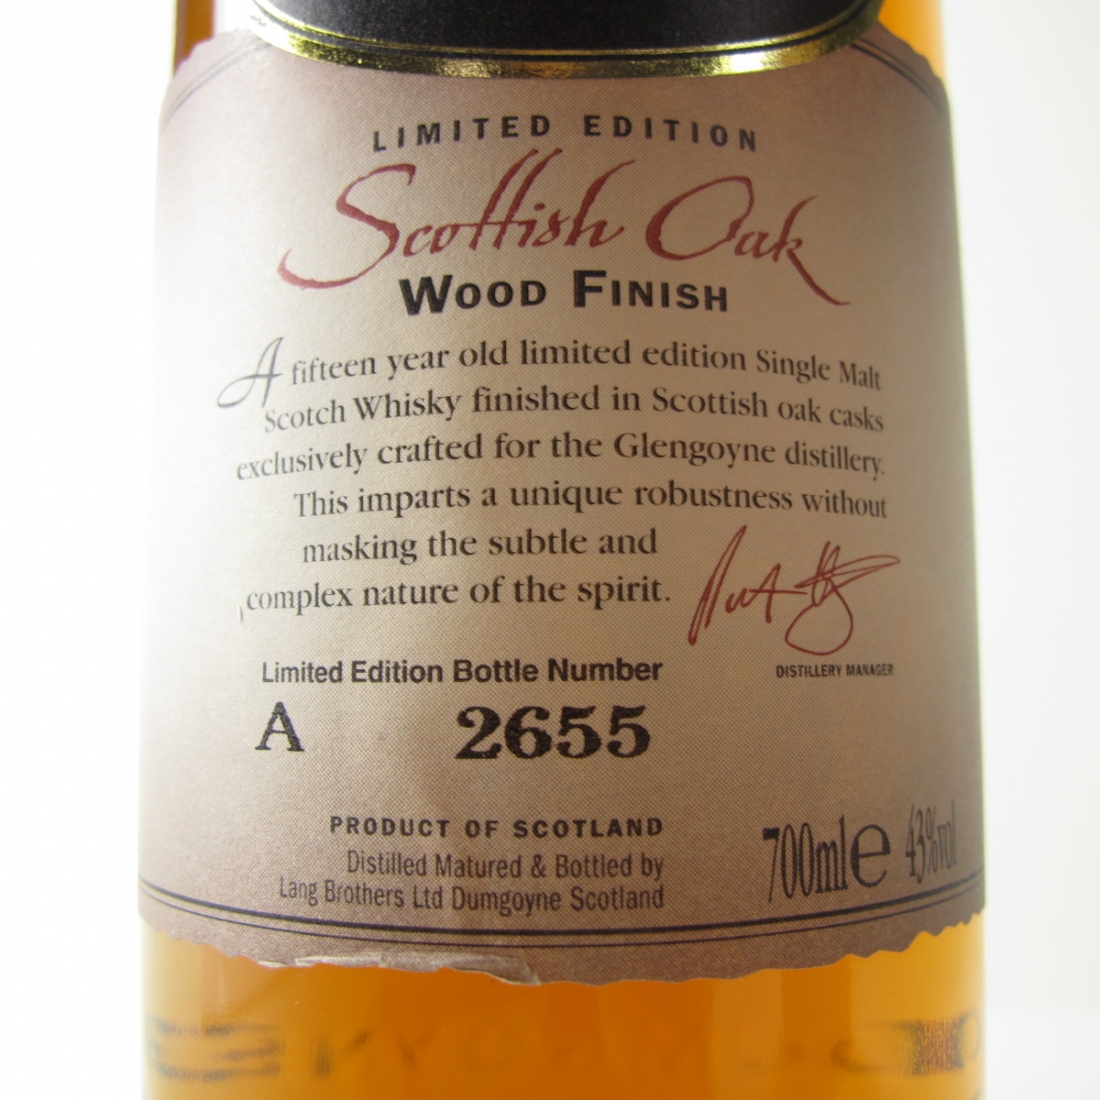 LIMITED EDITION
Scottish Oak
WOOD FINISH
A fifteen year old limited edition Single Malt
Scotch Whisky finished in Scottish oak casks
exclusively crafted for the Glengoyne distillery.
This imparts a unique robustness without
masking the subtle and
complex nature of the spirit.
DISTILLERY MANAGER
Limited Edition Bottle Number
A 2655
PRODUCT OF SCOTLAND
Distilled Matured & Bottled by
Lang Brothers Ltd Dumgoyne Scotland
700ml e 43%vol